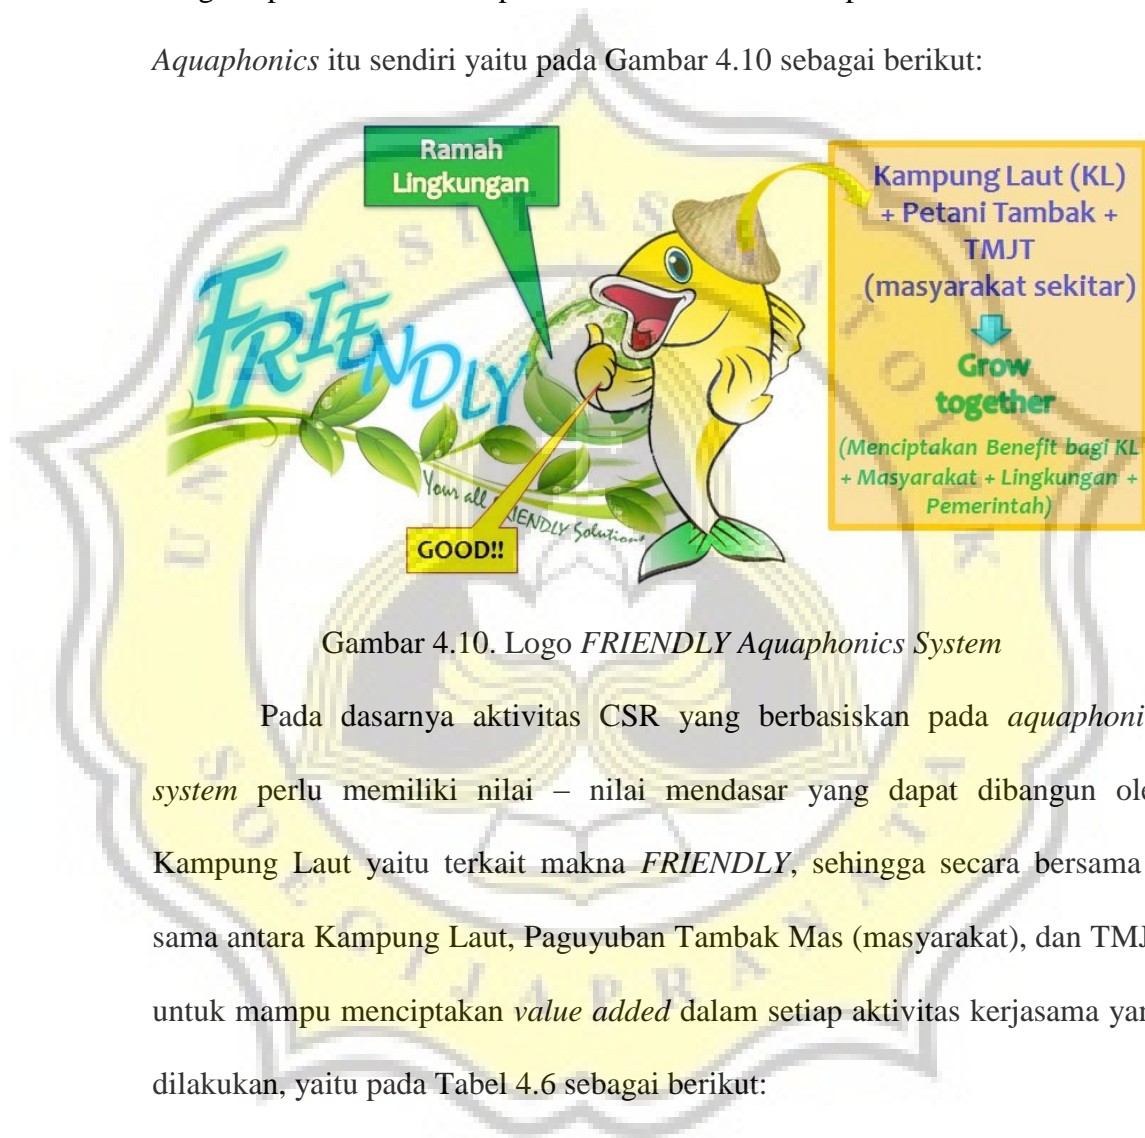 Aquaphonics itu sendiri yaitu pada Gambar 4.10 sebagai berikut:
Ramah
Lingkungan
FRIENDLY
Your all FRIENDLY Solutions
GOOD!!
Kampung Laut (KL)
+ Petani Tambak +
TMJT
(masyarakat sekitar)
Grow
together
(Menciptakan Benefit bagi KL
+ Masyarakat + Lingkungan +
Pemerintah)
Gambar 4.10. Logo FRIENDLY Aquaphonics System
Pada dasarnya aktivitas CSR yang berbasiskan pada aquaphoni
system perlu memiliki nilai – nilai mendasar yang dapat dibangun ole
Kampung Laut yaitu terkait makna FRIENDLY, sehingga secara bersama
sama antara Kampung Laut, Paguyuban Tambak Mas (masyarakat), dan TMJ
untuk mampu menciptakan value added dalam setiap aktivitas kerjasama yan
dilakukan, yaitu pada Tabel 4.6 sebagai berikut: